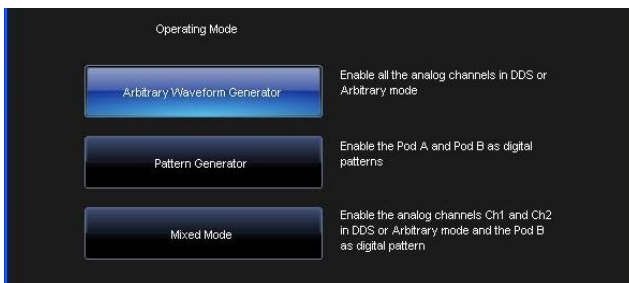 Operating Mode
Arbitrary Waveform Generator
Enable all the analog channels in DDS or
Arbitrary mode
Pattern Generator
Enable the Pod A and Pod B as digital
patterns
Mixed Mode
Enable the analog channels Ch1 and Ch2
in DDS or Arbitrary mode and the Pod B
as digital pattern